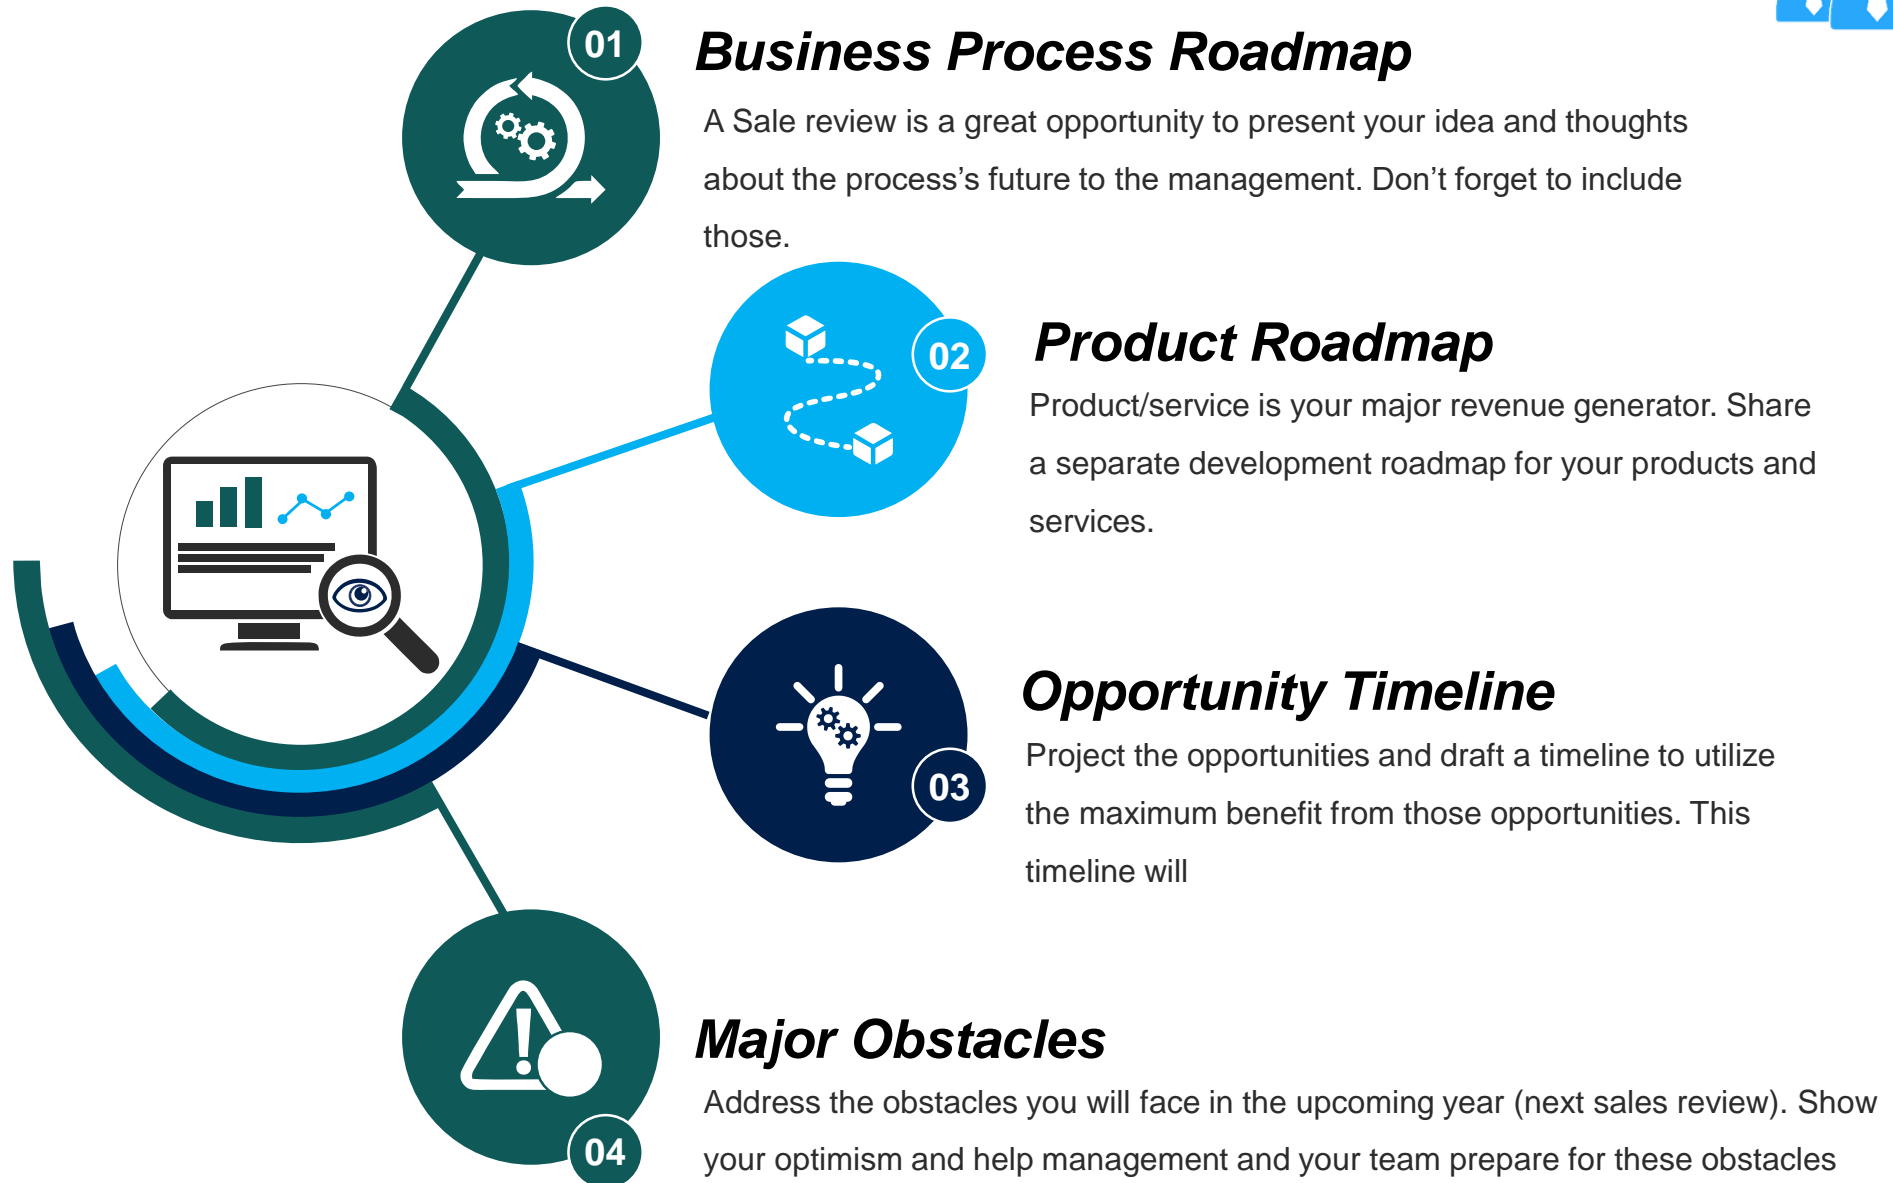 01
Business Process Roadmap
A Sale review is a great opportunity to present your idea and thoughts
about the process’s future to the management. Don’t forget to include
those.
02
Product Roadmap
Product/service is your major revenue generator. Share
a separate development roadmap for your products and
services.
03
Opportunity Timeline
Project the opportunities and draft a timeline to utilize
the maximum benefit from those opportunities. This
timeline will
04
Major Obstacles
Address the obstacles you will face in the upcoming year (next sales review). Show
your optimism and help management and your team prepare for these obstacles